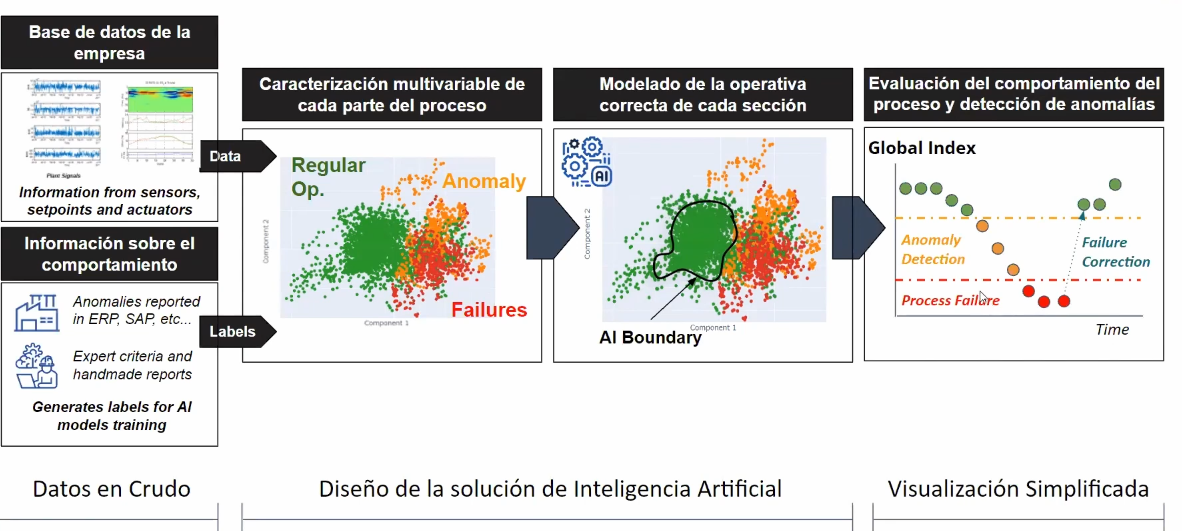 Base de datos de la
empresa
Plant Signals
Information from sensors,
setpoints and actuators
Información sobre el
comportamiento
Anomalies reported
in ERP, SAP, etc...
Expert criteria and
handmade reports
Generates labels for AI
models training
Data
Labels
Caracterización multivariable de
cada parte del proceso
Regular
Op.
Anomaly
Failures
Component 2
Component 1
Modelado de la operativa
correcta de cada sección
AI
Component 2
Component 1
AI Boundary
Evaluación del comportamiento del
proceso y detección de anomalías
Global Index
Anomaly
Detection
Failure
Correction
Process Failure
Time
Datos en Crudo
Diseño de la solución de Inteligencia Artificial
Visualización Simplificada